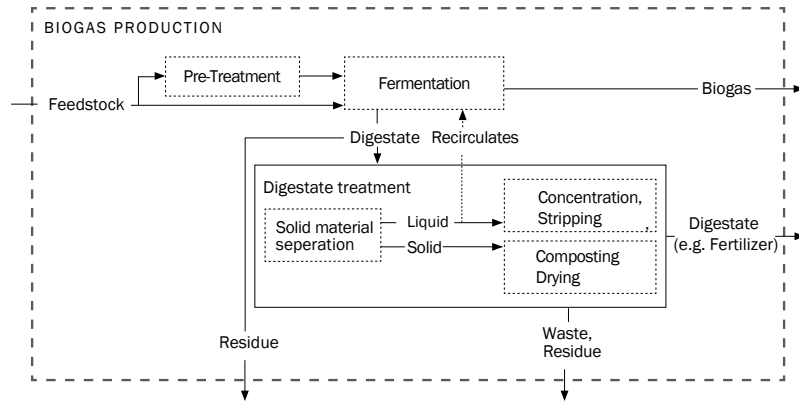 BIOGAS PRODUCTION
Pre-Treatment
Fermentation
Feedstock
Biogas
Digestate
Recirculates
Digestate treatment
Solid material
seperation
Liquid
Solid
Concentration,
Stripping ,
Composting
Drying
Digestate
(e.g. Fertilizer)
Residue
Waste,
Residue